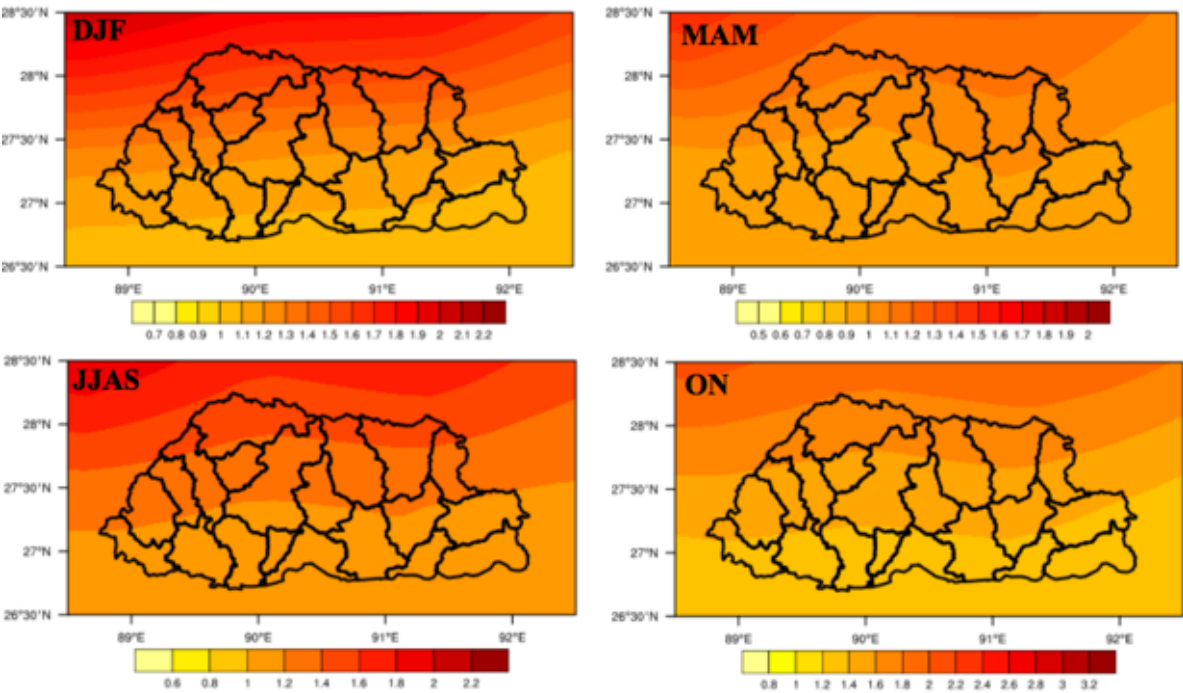 28°30'N
DJF
28°N
27°30'N
27°N
26°30'N
89°E 90°E 91°E 92°E
0.7 0.8 0.9 1 1.1 1.2 1.3 1.4 1.5 1.6 1.7 1.8 1.9 2 2.1 2.2
28°30'N
MAM
28°N
27°30'N
27°N
26°30'N
89°E 90°E 91°E 92°E
0.5 0.6 0.7 0.8 0.9 1 1.1 1.2 1.3 1.4 1.5 1.6 1.7 1.8 1.9 2
28°30'N
JJAS
28°N
27°30'N
27°N
26°30'N
89°E 90°E 91°E 92°E
0.6 0.8 1 1.2 1.4 1.6 1.8 2 2.2
28°30'N
ON
28°N
27°30'N
27°N
26°30'N
89°E 90°E 91°E 92°E
0.8 1 1.2 1.4 1.6 1.8 2 2.2 2.4 2.6 2.8 3 3.2